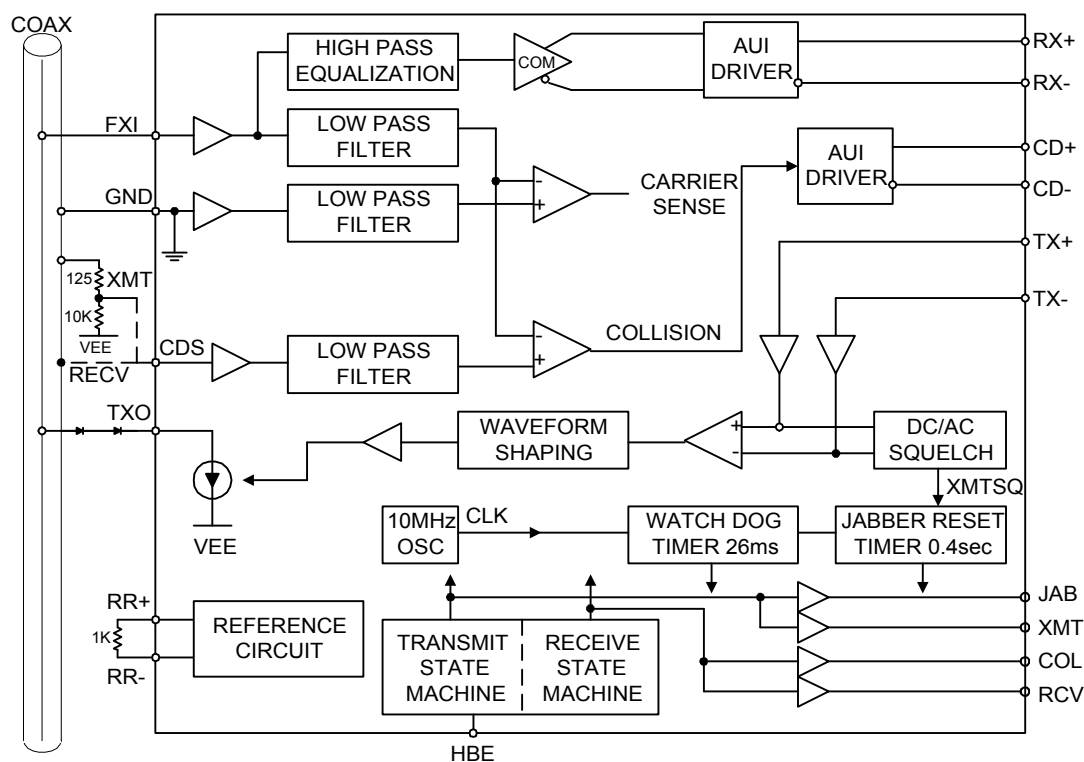 COAX
HIGH PASS
EQUALIZATION
COM
AUI
DRIVER
RX+
RX-
FXI
LOW PASS
FILTER
AUI
DRIVER
CD+
CD-
GND
LOW PASS
FILTER
-
+
CARRIER
SENSE
TX+
TX-
125
XMT
10K
VEE
RECV
CDS
LOW PASS
FILTER
-
+
COLLISION
TXO
WAVEFORM
SHAPING
+
-
DC/AC
SQUELCH
XMTSQ
VEE
10MHz
OSC
CLK
WATCH DOG
TIMER 26ms
JABBER RESET
TIMER 0.4sec
RR+
1K
RR-
REFERENCE
CIRCUIT
TRANSMIT
STATE
MACHINE
RECEIVE
STATE
MACHINE
JAB
XMT
COL
RCV
HBE